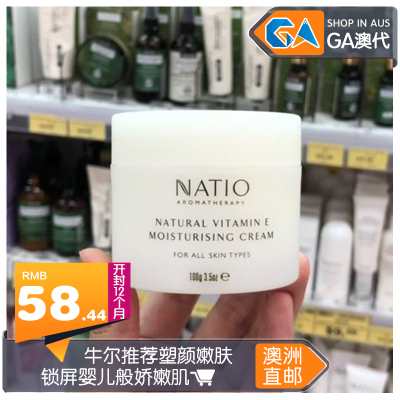 GA
SHOP IN AUS
GA澳代
NATIO
AROMATHERAPY
NATURAL VITAMIN E
MOISTURISING CREAM
FOR ALL SKIN TYPES
100g 3.5oz ℮
RMB
58.44
开封12个月
牛尔推荐塑颜嫩肤
锁屏婴儿般娇嫩肌
澳洲
直邮